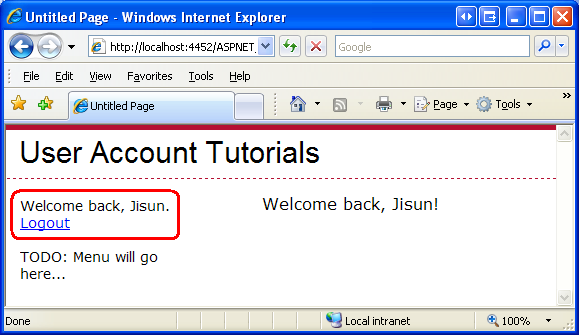 Untitled Page - Windows Internet Explorer
http://localhost:4452/ASPNET_
Google
File Edit View Favorites Tools Help
Untitled Page
Page Tools »
User Account Tutorials
Welcome back, Jisun.
Logout
Welcome back, Jisun!
TODO: Menu will go
here...
Done Local intranet 100%